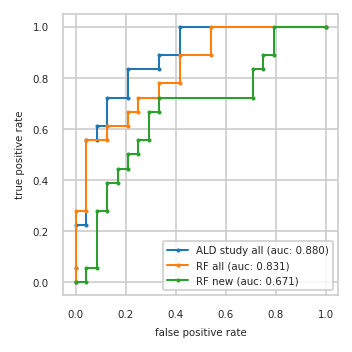 1.0
0.8
0.6
0.4
0.2
0.0
true positive rate
ALD study all (auc: 0.880)
RF all (auc: 0.831)
RF new (auc: 0.671)
0.0 0.2 0.4 0.6 0.8 1.0
false positive rate